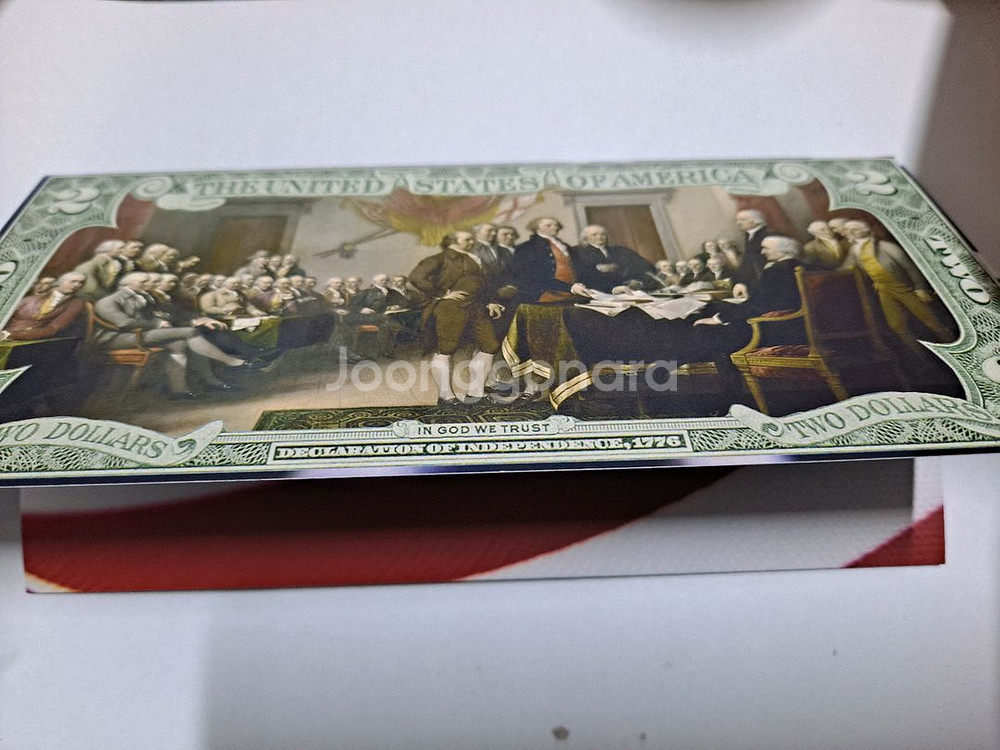 2
THE UNITED STATES OF AMERICA
2
TWO
Joonggonara
WO DOLLARS
IN GOD WE TRUST
TWO DOLLARS
DECLARATION OF INDEPENDENCE, 1776